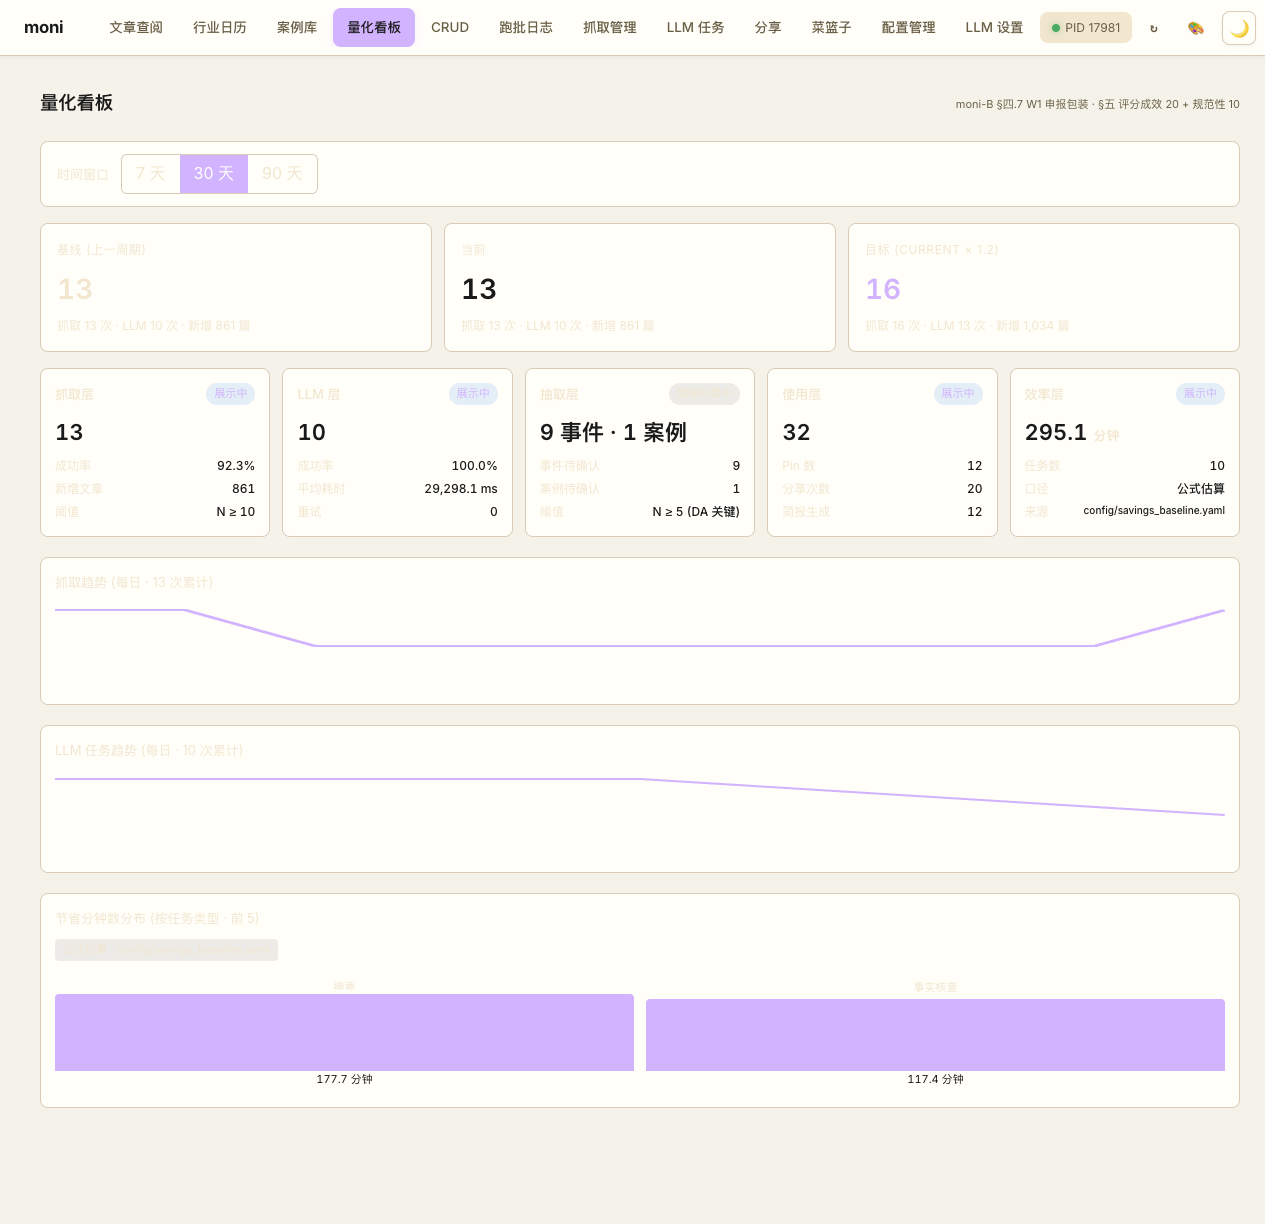 moni 文章查阅 行业日历 案例库 量化看板 CRUD 跑批日志 抓取管理 LLM 任务 分享 菜篮子 配置管理 LLM 设置 PID 17981
量化看板
moni-B §四.7 W1 申报包装 · §五 评分成效 20 + 规范性 10
时间窗口 7 天 30 天 90 天
基线 (上一周期)
13
抓取 13 次 · LLM 10 次 · 新增 861 篇
当前
13
抓取 13 次 · LLM 10 次 · 新增 861 篇
目标 (CURRENT × 1.2)
16
抓取 16 次 · LLM 13 次 · 新增 1,034 篇
抓取层 展示中
13
成功率 92.3%
新增文章 861
阈值 N ≥ 10
LLM 层 展示中
10
成功率 100.0%
平均耗时 29,298.1 ms
重试 0
抽取层
9 事件 · 1 案例
事件待确认 9
案例待确认 1
阈值 N ≥ 5 (DA 关键)
使用层 展示中
32
Pin 数 12
分享次数 20
简报生成 12
效率层 展示中
295.1 分钟
任务数 10
口径 公式估算
来源 config/savings_baseline.yaml
抓取趋势 (每日 · 13 次累计)
LLM 任务趋势 (每日 · 10 次累计)
节省分钟数分布 (按任务类型 · 前 5)
摘要 事实核查
177.7 分钟 117.4 分钟